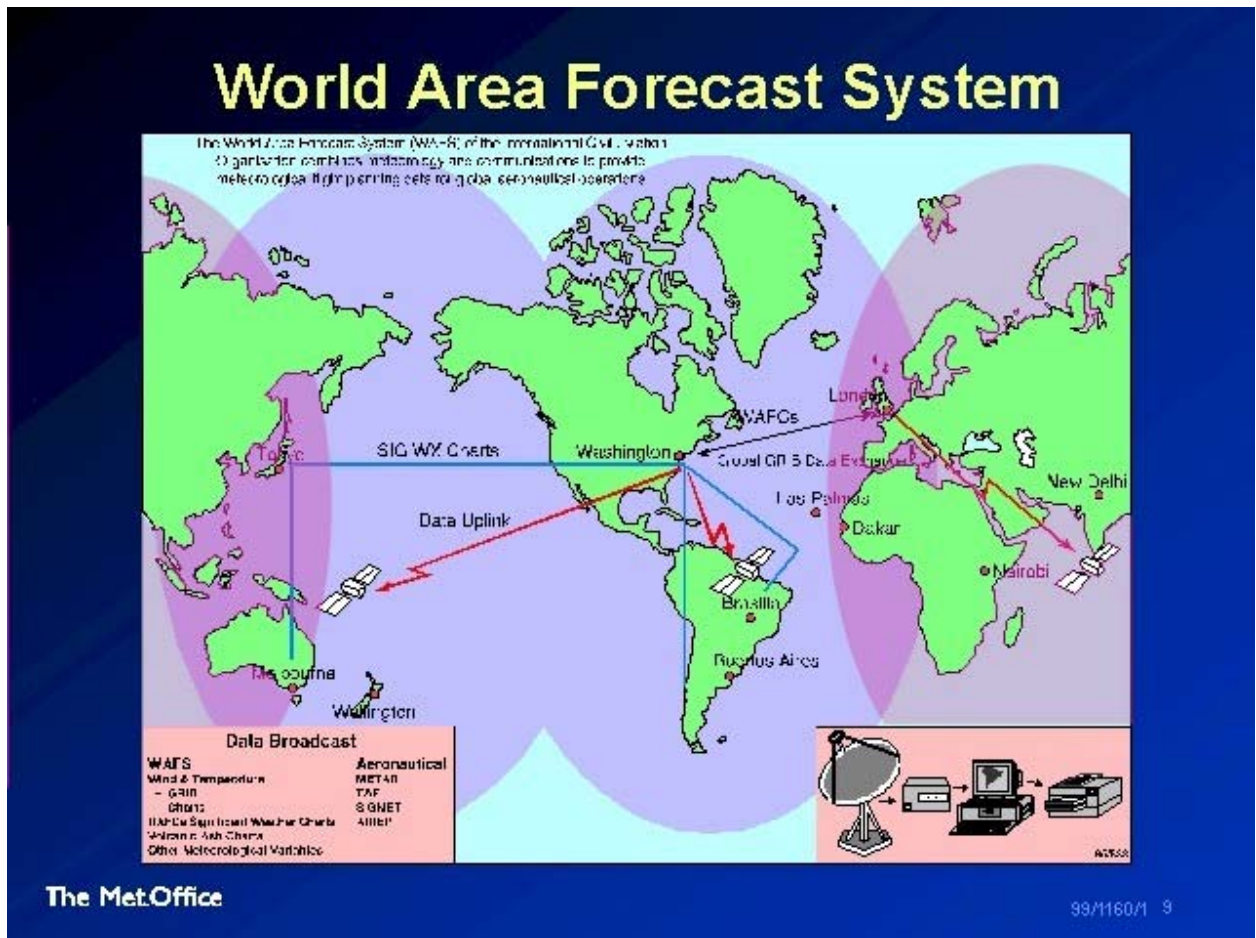 World Area Forecast System
The World Area Forecast System (WAFS) of the International Civil Aviation
Organisation combines meteorology and communications to provide
meteorological flight planning data for global aeronautical operations
London
WAFCs
Tokyo
SIG WX Charts
Washington
Global GRIB Data Exchange
New Delhi
Las Palmas
Data Uplink
Dakar
Nairobi
Brasilia
Buenos Aires
Melbourne
Wellington
Data Broadcast
WAFS
Wind & Temperature
– GRIB
Charts
Significant Weather Charts
Volcanic Ash Charts
Other Meteorological Variables
Aeronautical
METAR
TAF
SIGMET
AIREP
The Met.Office
99/1160/1 9